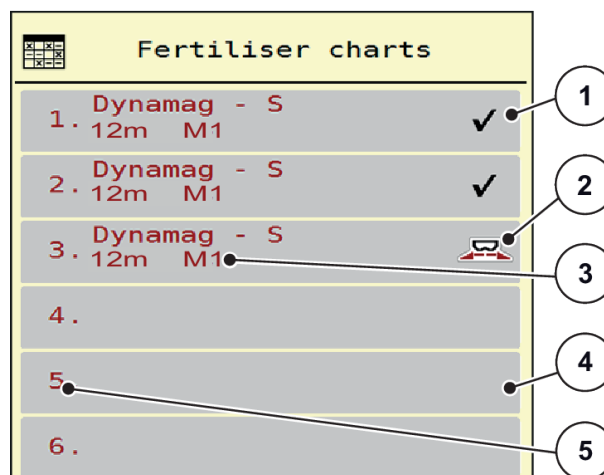 Fertiliser charts
1. Dynamag - S
12m M1
2. Dynamag - S
12m M1
3. Dynamag - S
12m M1
4.
5.
6.
1
2
3
4
5